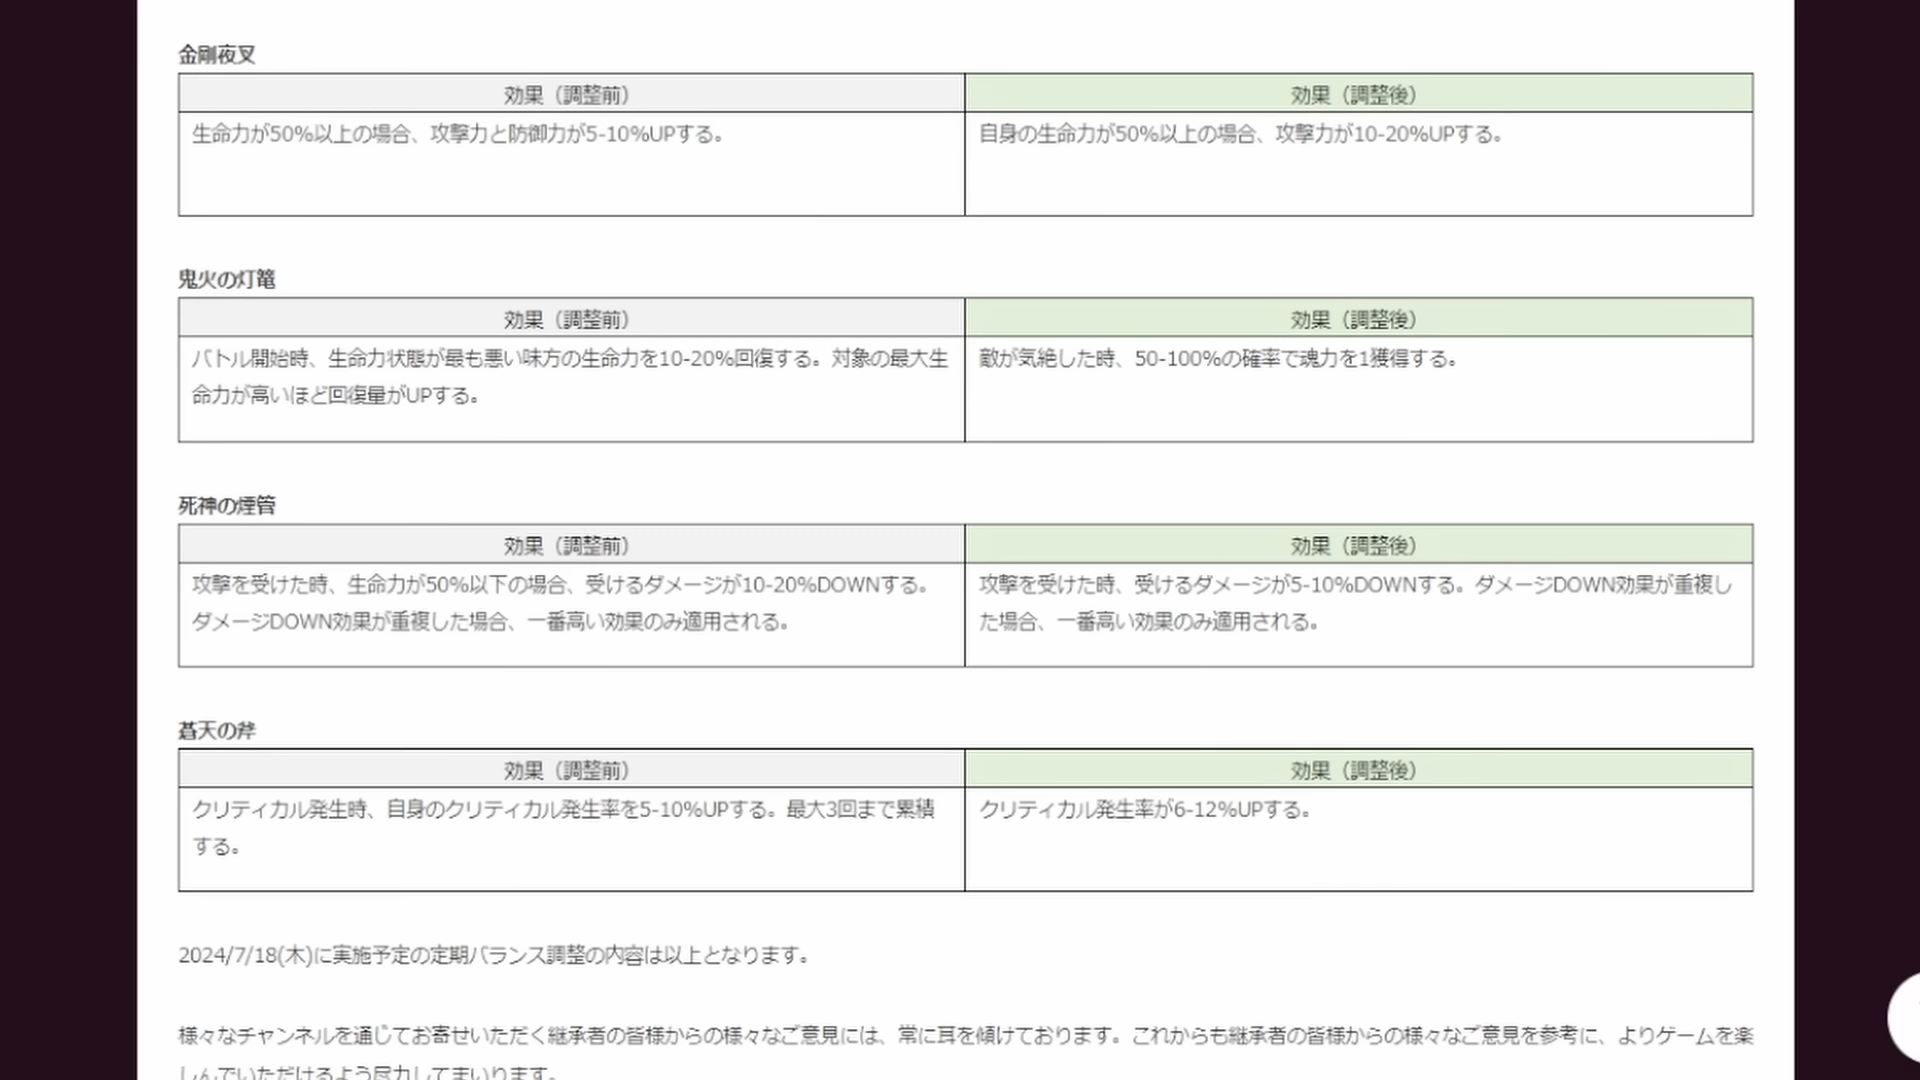 金剛夜叉
効果（調整前）
効果（調整後）
生命力が50%以上の場合、攻撃力と防御力が5-10%UPする。
自身の生命力が50%以上の場合、攻撃力が10-20%UPする。
鬼火の灯篭
効果（調整前）
効果（調整後）
バトル開始時、生命力状態が最も悪い味方の生命力を10-20%回復する。対象の最大生
命力が高いほど回復量がUPする。
敵が気絶した時、50-100%の確率で魂力を1獲得する。
死神の煙管
効果（調整前）
効果（調整後）
攻撃を受けた時、生命力が50%以下の場合、受けるダメージが10-20%DOWNする。
ダメージDOWN効果が重複した場合、一番高い効果のみ適用される。
攻撃を受けた時、受けるダメージが5-10%DOWNする。ダメージDOWN効果が重複し
た場合、一番高い効果のみ適用される。
蒼天の斧
効果（調整前）
効果（調整後）
クリティカル発生時、自身のクリティカル発生率を5-10%UPする。最大3回まで累積
する。
クリティカル発生率が6-12%UPする。
2024/7/18(木)に実施予定の定期バランス調整の内容は以上となります。
様々なチャンネルを通じてお寄せいただく継承者の皆様からの様々なご意見には、常に耳を傾けております。これからも継承者の皆様からの様々なご意見を参考に、よりゲームを楽
しんでいただけるよう尽力してまいります。